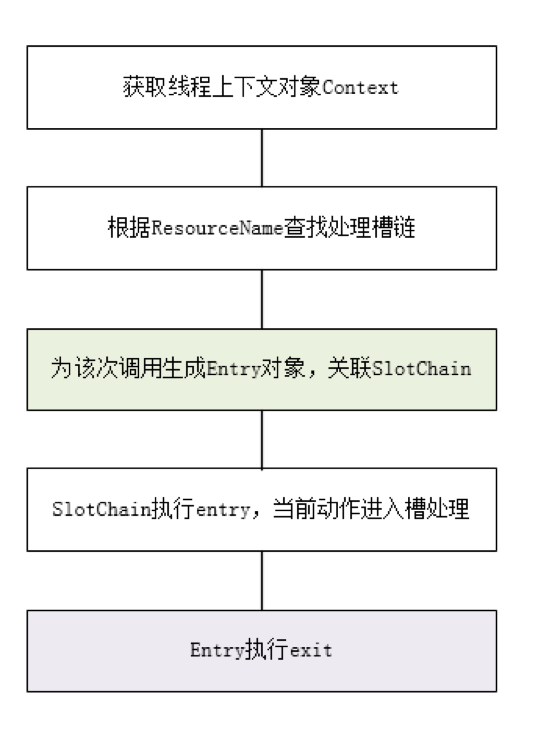 获取线程上下文对象Context
根据ResourceName查找处理槽链
为该次调用生成Entry对象，关联SlotChain
SlotChain执行entry，当前动作进入槽处理
Entry执行exit